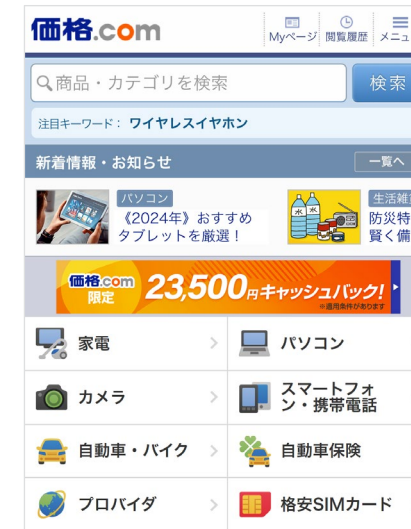 価格.com
Myページ 閲覧履歴 メニュ
商品・カテゴリを検索 検索
注目キーワード： ワイヤレスイヤホン
新着情報・お知らせ 一覧へ
パソコン
《2024年》おすすめ
タブレットを厳選！
生活雑
防災特
賢く備
水 水
価格.com
限定
23,500円キャッシュバック!
※適用条件があります
家電 パソコン
カメラ スマートフォ
ン・携帯電話
自動車・バイク 自動車保険
プロバイダ 格安SIMカード